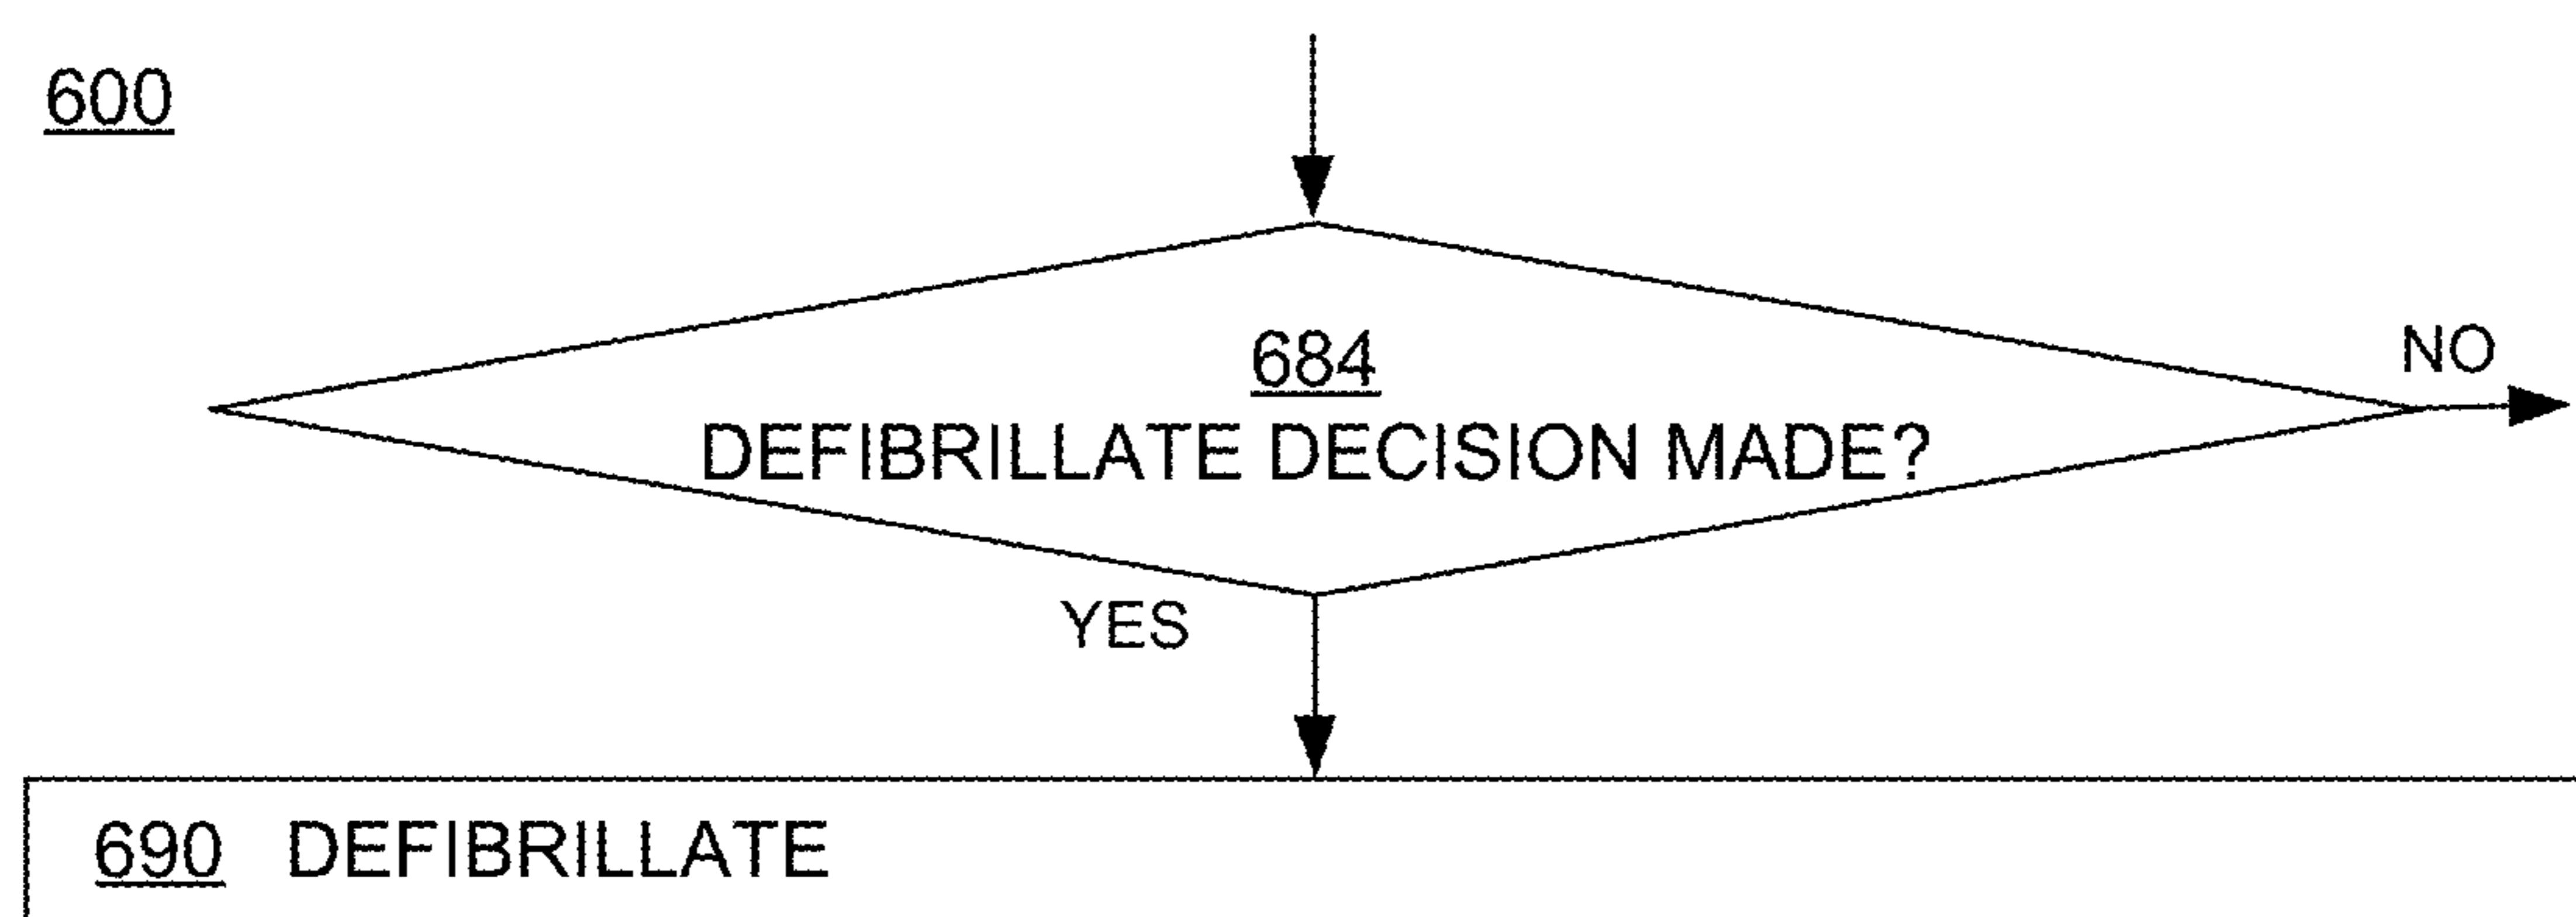 600
684
NO
DEFIBRILLATE DECISION MADE?
YES
690 DEFIBRILLATE